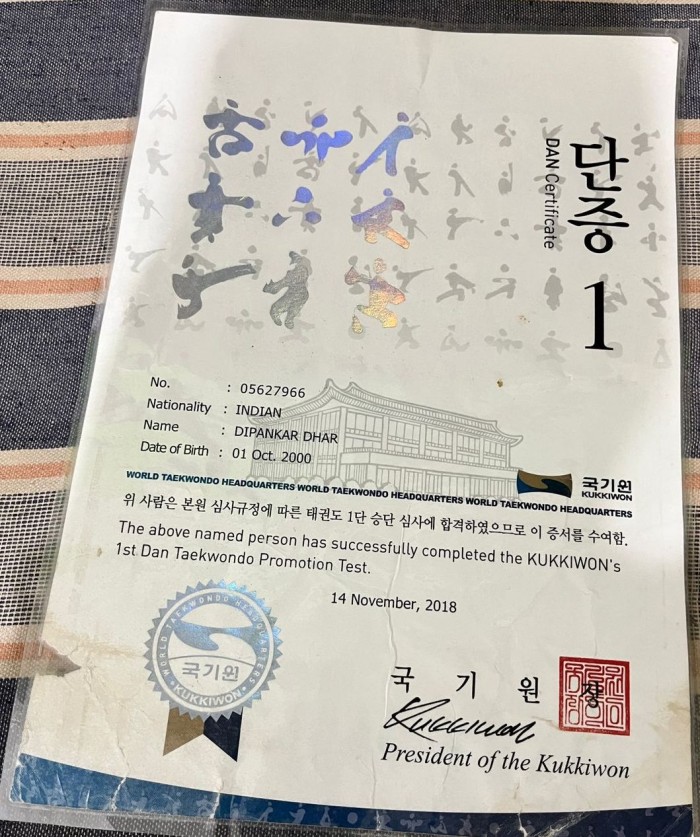 단증
DAN Certificate
1
No. : 05627966
Nationality : INDIAN
Name : DIPANKAR DHAR
Date of Birth : 01 Oct. 2000
국기원
KUKKIWON
WORLD TAEKWONDO HEADQUARTERS WORLD TAEKWONDO HEADQUARTERS WORLD TAEKWONDO HEADQUARTERS
위 사람은 본원 심사규정에 따른 태권도 1단 승단 심사에 합격하였으므로 이 증서를 수여함.
The above named person has successfully completed the KUKKIWON's
1st Dan Taekwondo Promotion Test.
14 November, 2018
WORLD TAEKWONDO HEADQUARTERS
국기원
KUKKIWON
국 기 원
Kukkiwon
President of the Kukkiwon